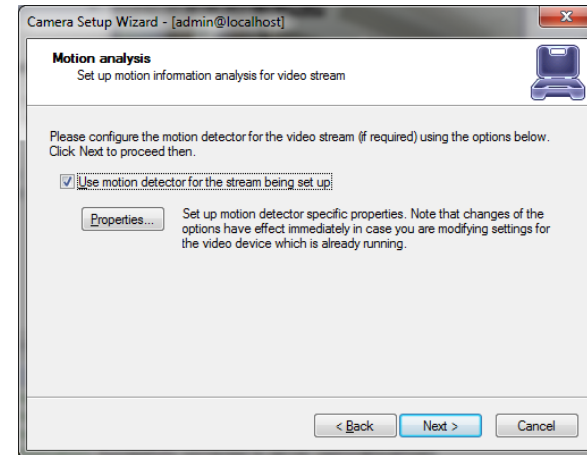 Camera Setup Wizard - [admin@localhost]
Motion analysis
Set up motion information analysis for video stream
Please configure the motion detector for the video stream (if required) using the options below.
Click Next to proceed then.
Use motion detector for the stream being set up
Properties...
Set up motion detector specific properties. Note that changes of the
options have effect immediately in case you are modifying settings for
the video device which is already running.
< Back
Next >
Cancel